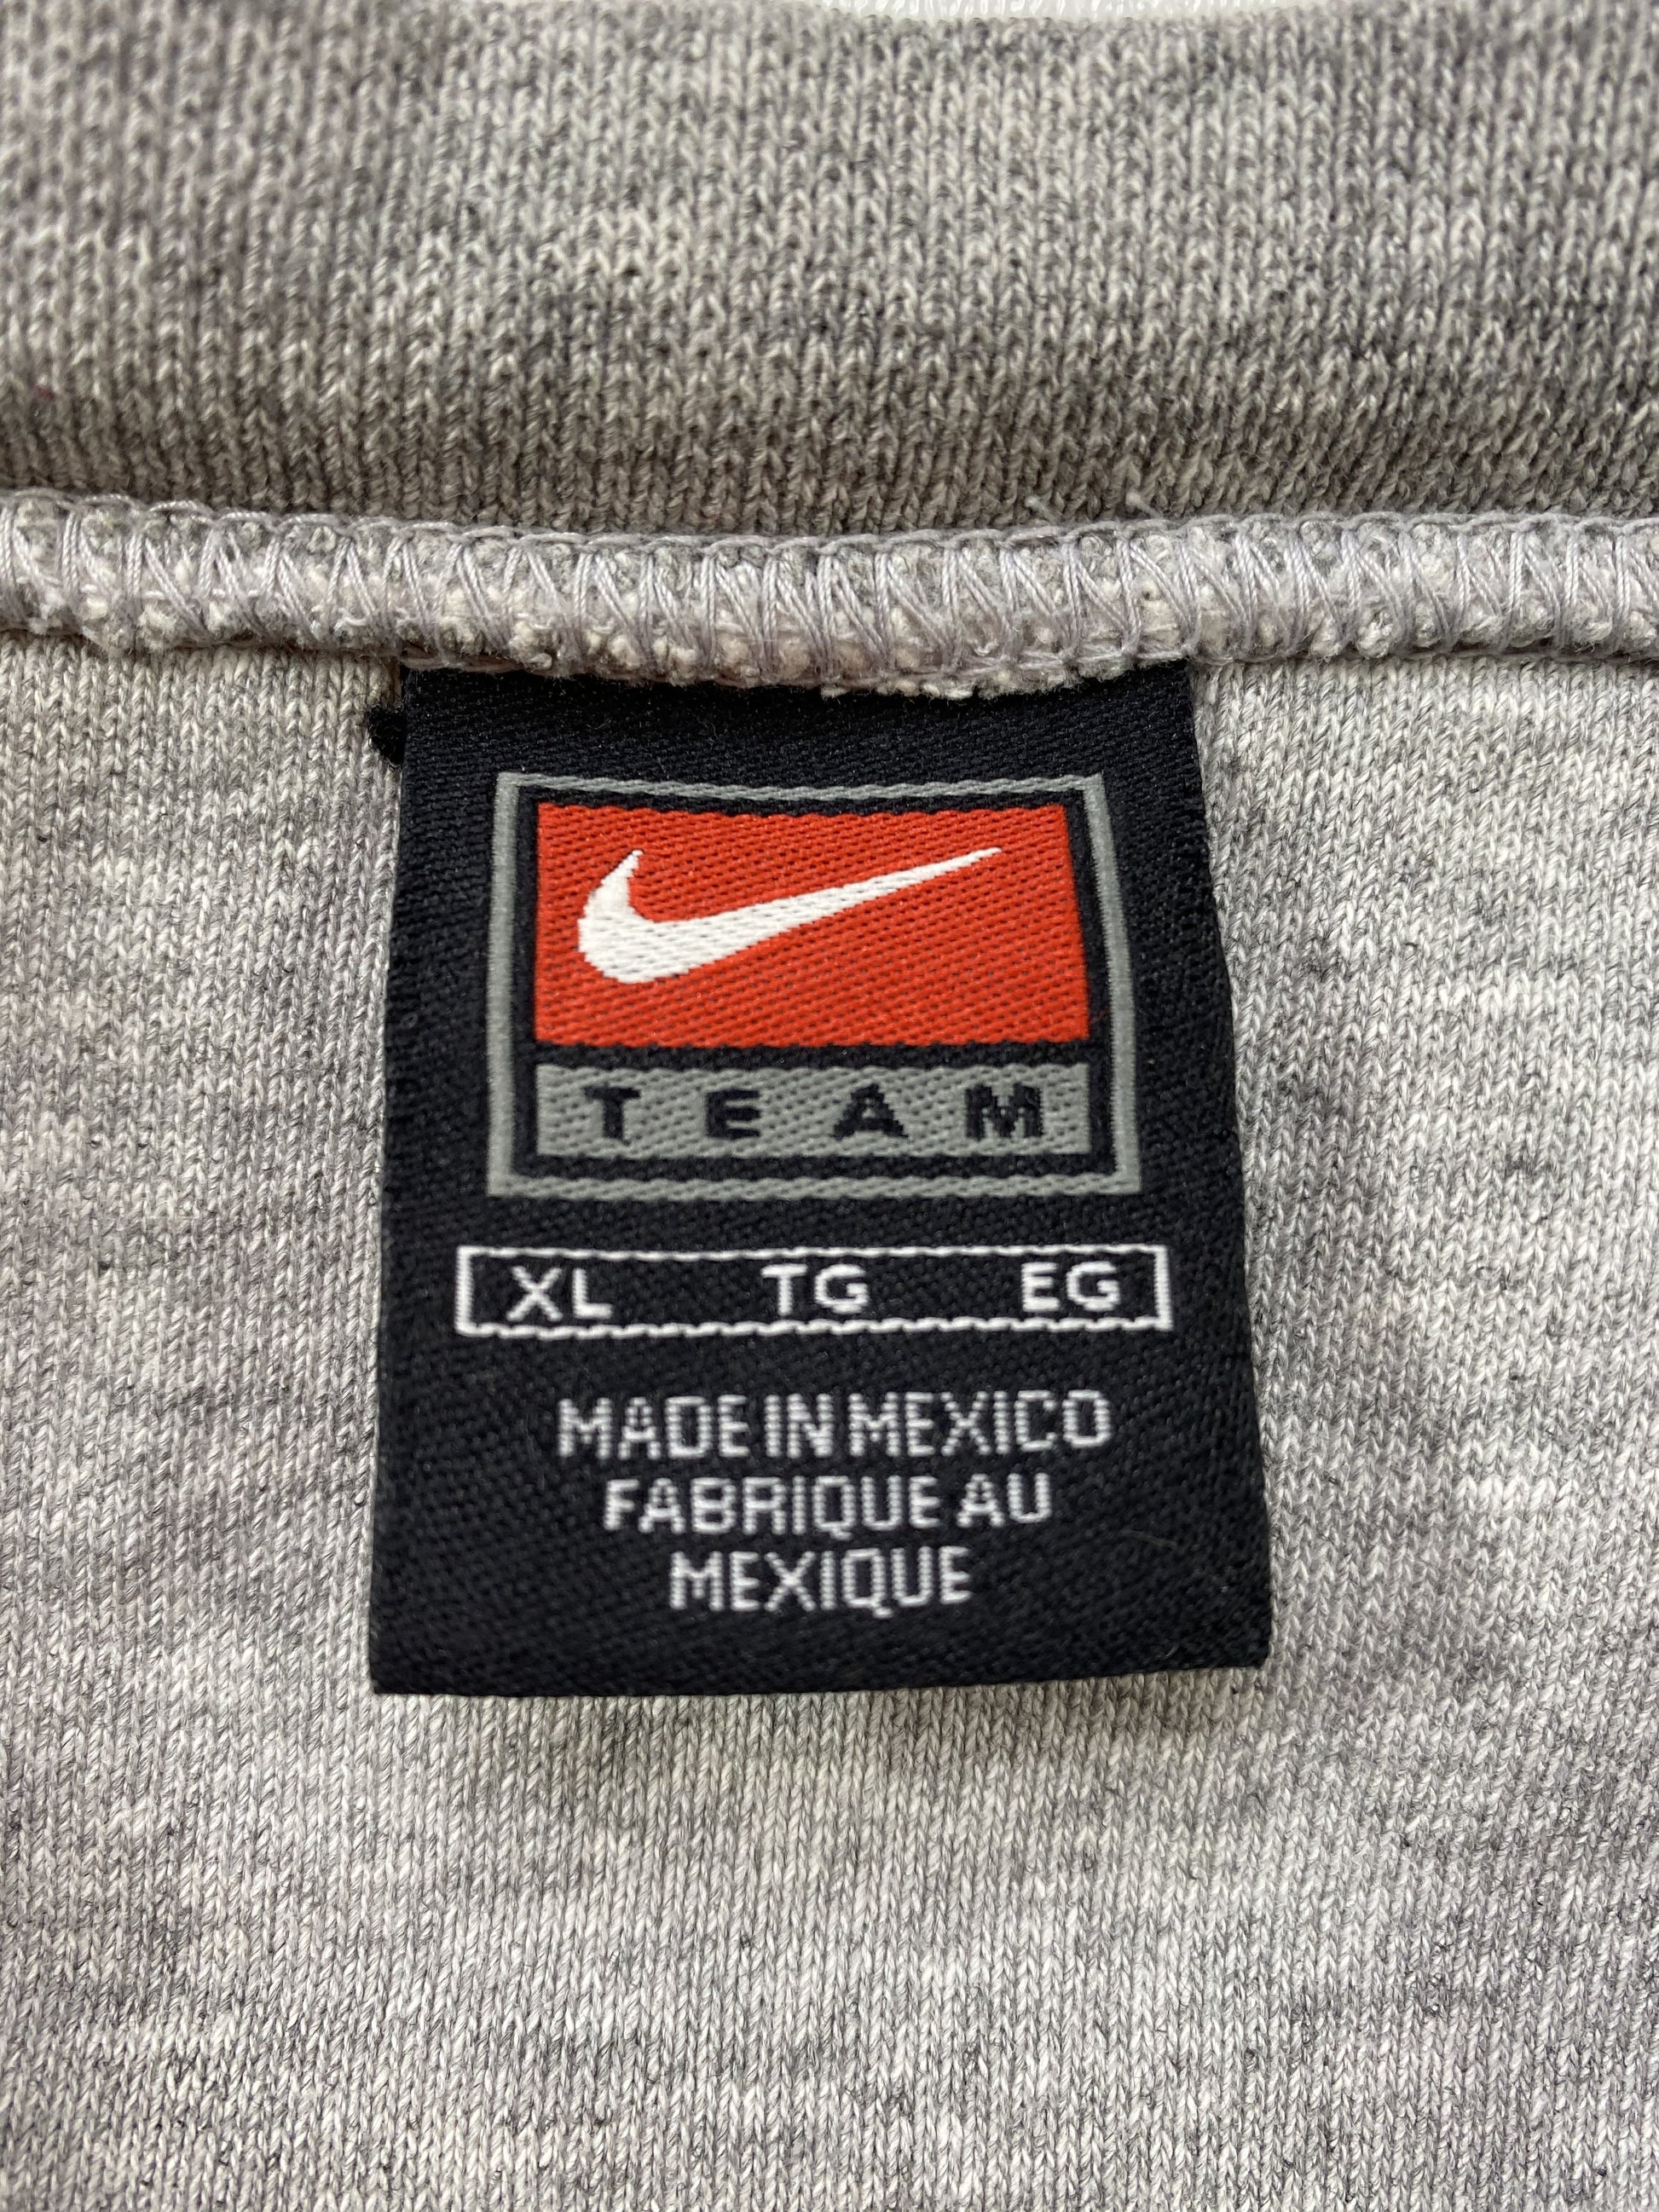 TEAM
XL TG EG
MADE IN MEXICO
FABRIQUE AU
MEXIQUE